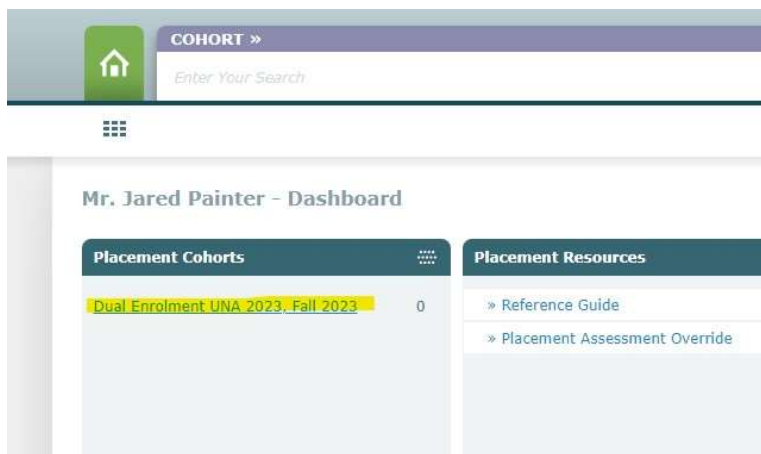 COHORT »
Enter Your Search
Mr. Jared Painter - Dashboard
Placement Cohorts
Dual Enrolment UNA 2023, Fall 2023 0
Placement Resources
» Reference Guide
» Placement Assessment Override